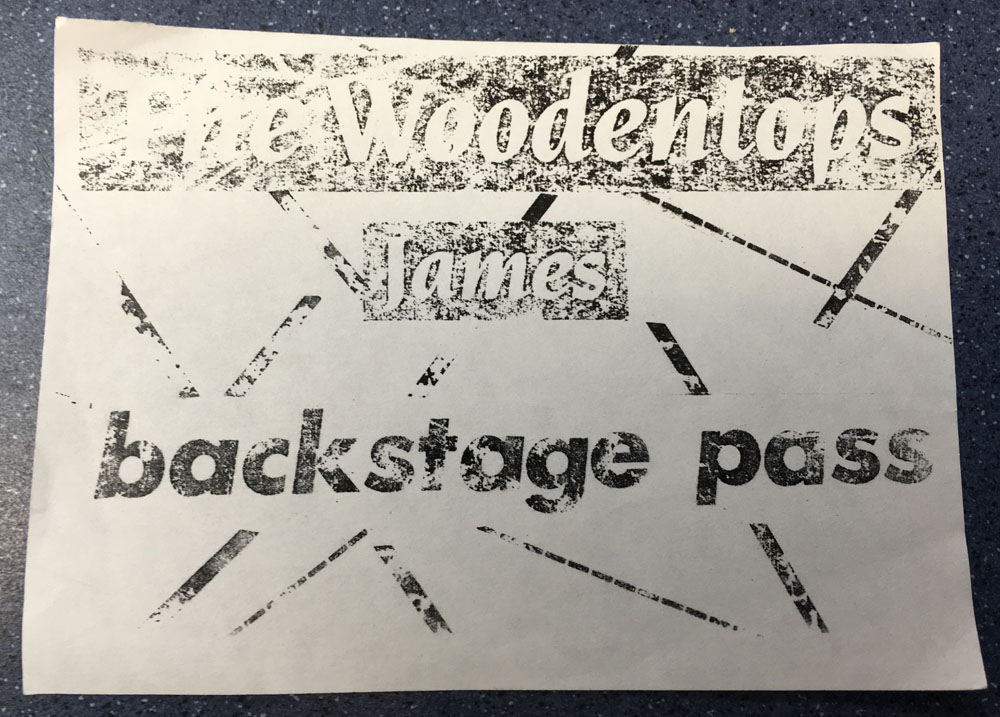 The Woodentops
James
backstage pass